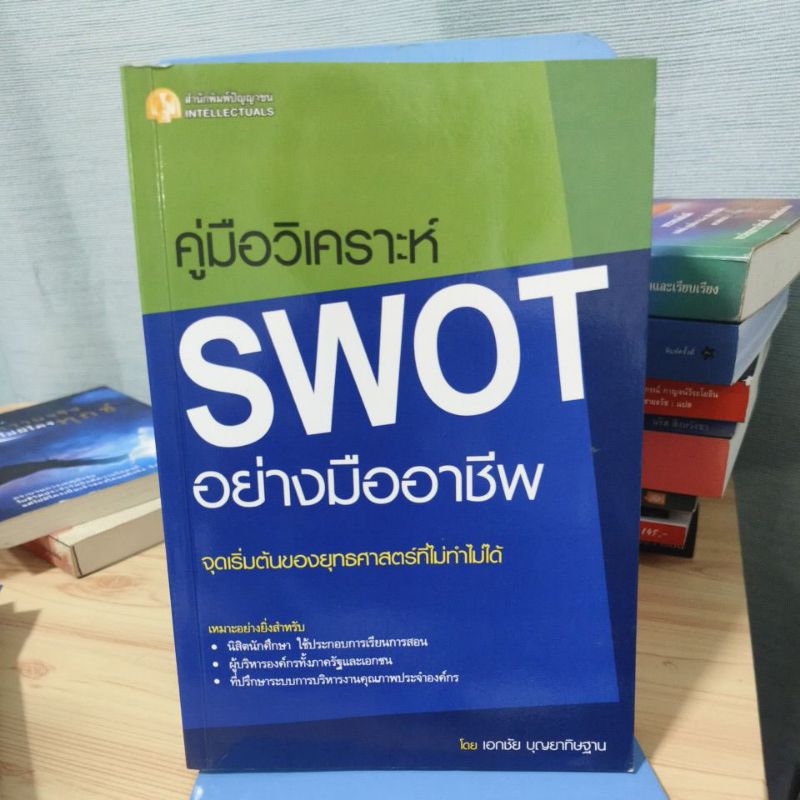 สำนักพิมพ์ปัญญาชน
INTELLECTUALS
คู่มือวิเคราะห์
SWOT
อย่างมืออาชีพ
จุดเริ่มต้นของยุทธศาสตร์ที่ไม่ทำไม่ได้
เหมาะอย่างยิ่งสำหรับ
• นิสิตนักศึกษา ใช้ประกอบการเรียนการสอน
• ผู้บริหารองค์กรทั้งภาครัฐและเอกชน
• ที่ปรึกษาระบบการบริหารงานคุณภาพประจำองค์กร
โดย เอกชัย บุญยาทิษฐาน
และเรียบเรียง
พิมพ์ครั้งที่
145.-